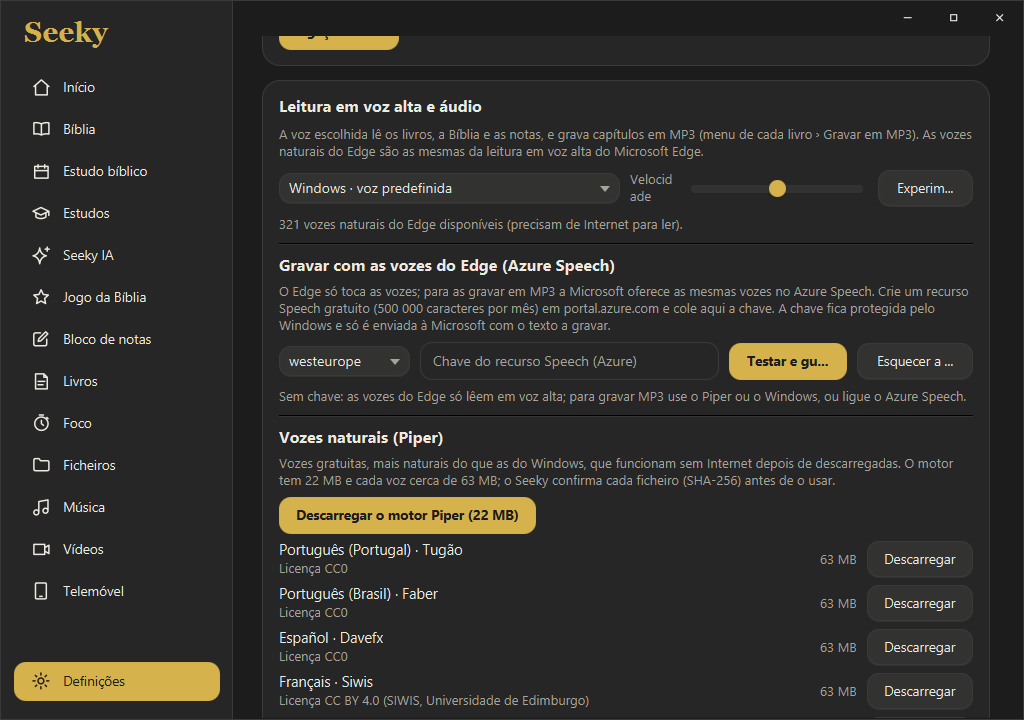 Seeky
Início
Bíblia
Estudo bíblico
Estudos
Seeky IA
Jogo da Bíblia
Bloco de notas
Livros
Foco
Ficheiros
Música
Vídeos
Telemóvel
Definições
Leitura em voz alta e áudio
A voz escolhida lê os livros, a Bíblia e as notas, e grava capítulos em MP3 (menu de cada livro › Gravar em MP3). As vozes
naturais do Edge são as mesmas da leitura em voz alta do Microsoft Edge.
Windows · voz predefinida
Velocid
ade
Experim...
321 vozes naturais do Edge disponíveis (precisam de Internet para ler).
Gravar com as vozes do Edge (Azure Speech)
O Edge só toca as vozes; para as gravar em MP3 a Microsoft oferece as mesmas vozes no Azure Speech. Crie um recurso
Speech gratuito (500 000 caracteres por mês) em portal.azure.com e cole aqui a chave. A chave fica protegida pelo
Windows e só é enviada à Microsoft com o texto a gravar.
westeurope
Chave do recurso Speech (Azure)
Testar e gu...
Esquecer a ...
Sem chave: as vozes do Edge só lêem em voz alta; para gravar MP3 use o Piper ou o Windows, ou ligue o Azure Speech.
Vozes naturais (Piper)
Vozes gratuitas, mais naturais do que as do Windows, que funcionam sem Internet depois de descarregadas. O motor
tem 22 MB e cada voz cerca de 63 MB; o Seeky confirma cada ficheiro (SHA-256) antes de o usar.
Descarregar o motor Piper (22 MB)
Português (Portugal) · Tugão
Licença CC0
63 MB
Descarregar
Português (Brasil) · Faber
Licença CC0
63 MB
Descarregar
Español · Davefx
Licença CC0
63 MB
Descarregar
Français · Siwis
Licença CC BY 4.0 (SIWIS, Universidade de Edimburgo)
63 MB
Descarregar